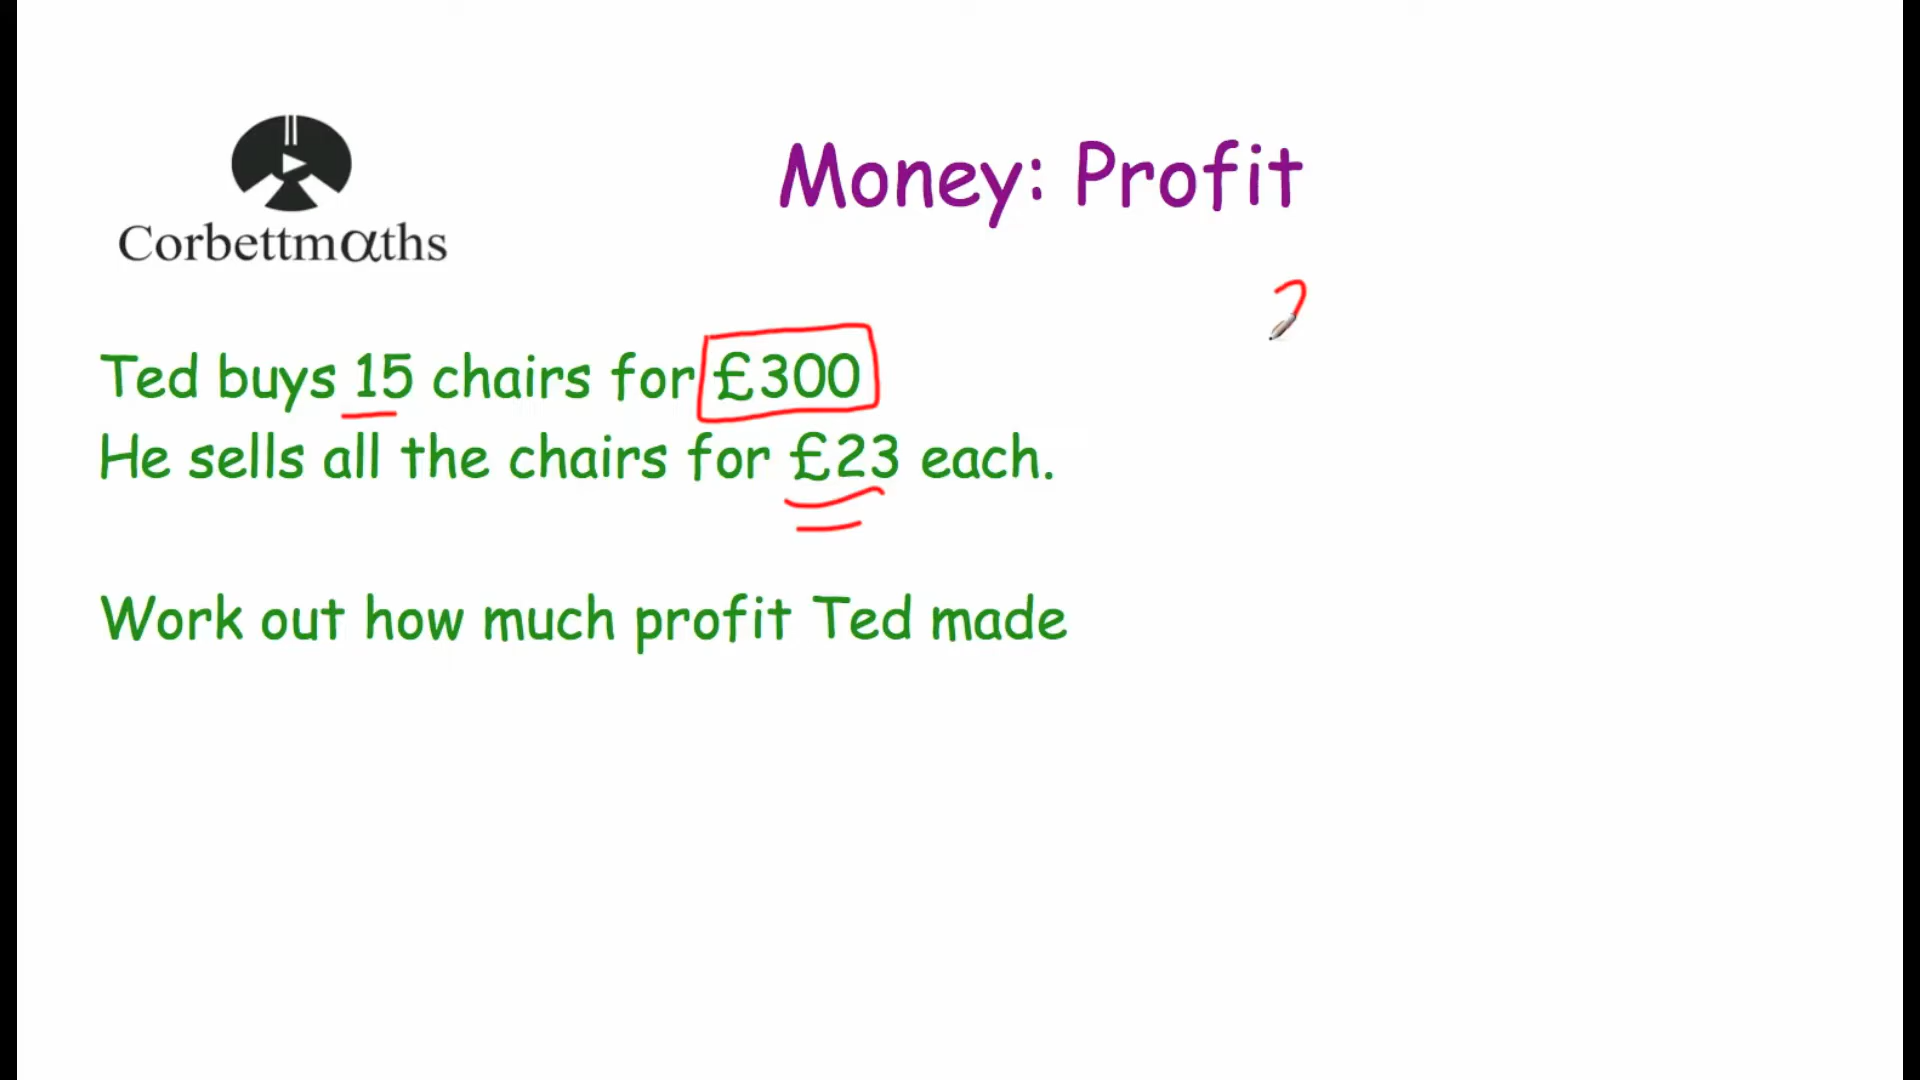 Corbettmαths
Money: Profit
Ted buys 15 chairs for £300
He sells all the chairs for £23 each.
Work out how much profit Ted made